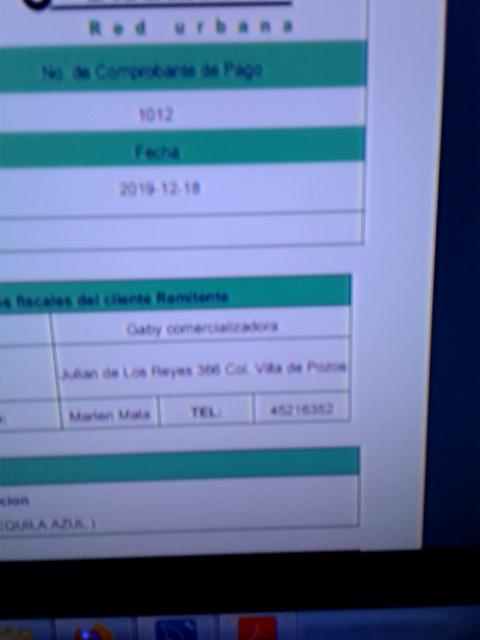 Red urbana
No. de Comprobante de Pago
1012
Fecha
2019-12-18
fiscales del cliente Remitente
Gaby comercializadora
Julian de Los Reyes 366 Col. Villa de Pozos
Marlen Mata TEL: 45216352
cion
EQUILA AZUL )